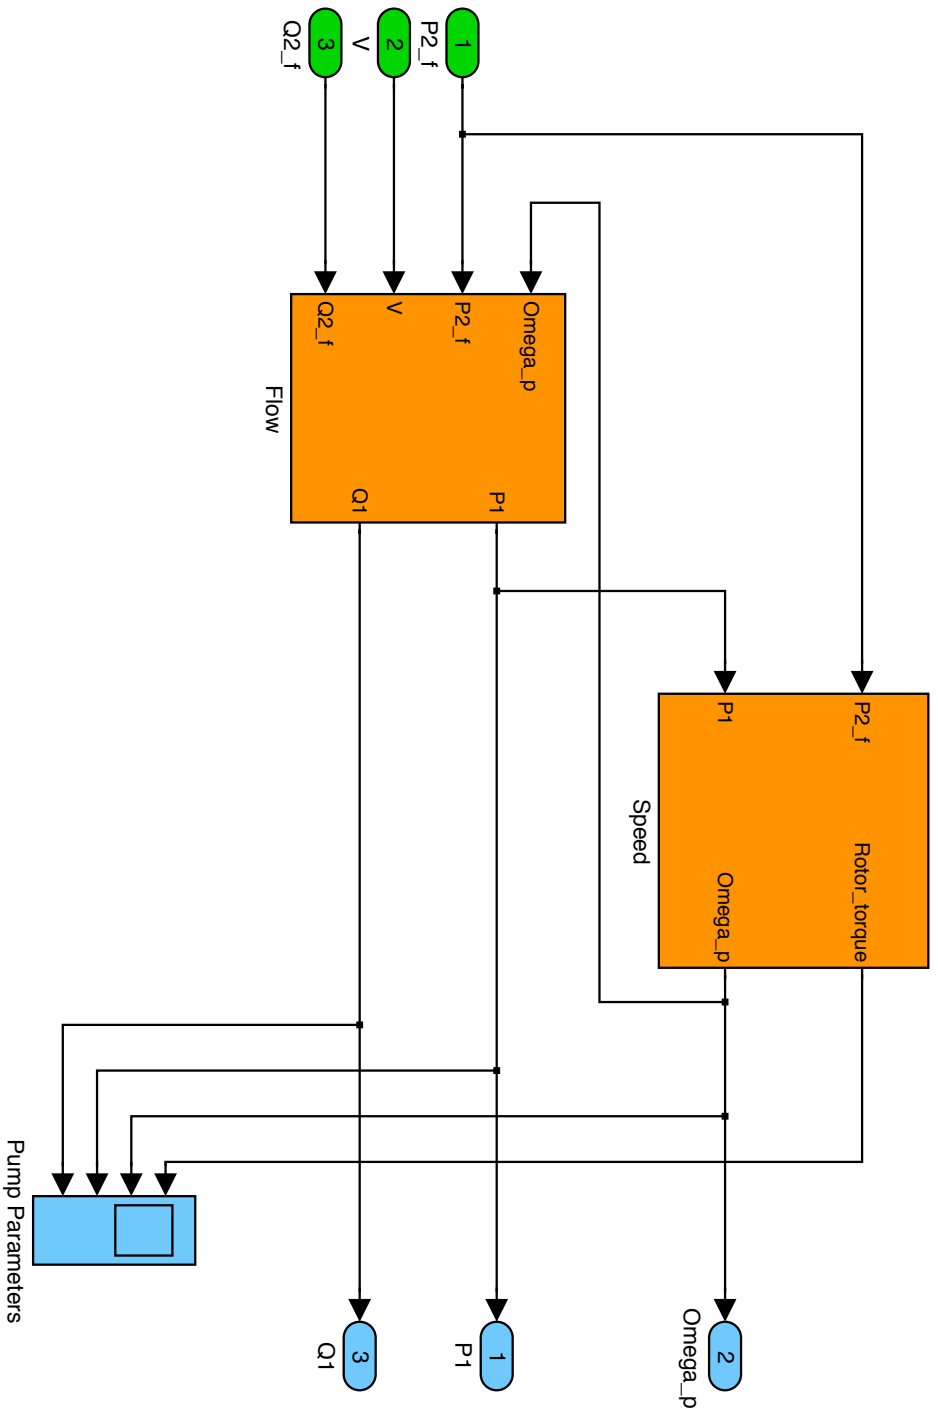 P2_f
Rotor_torque
P1
Omega_p
Speed
2
Omega_p
1
P2_f
2
V
3
Q2_f
Omega_p
P2_f
V
Q2_f
P1
Q1
Flow
1
P1
3
Q1
Pump Parameters